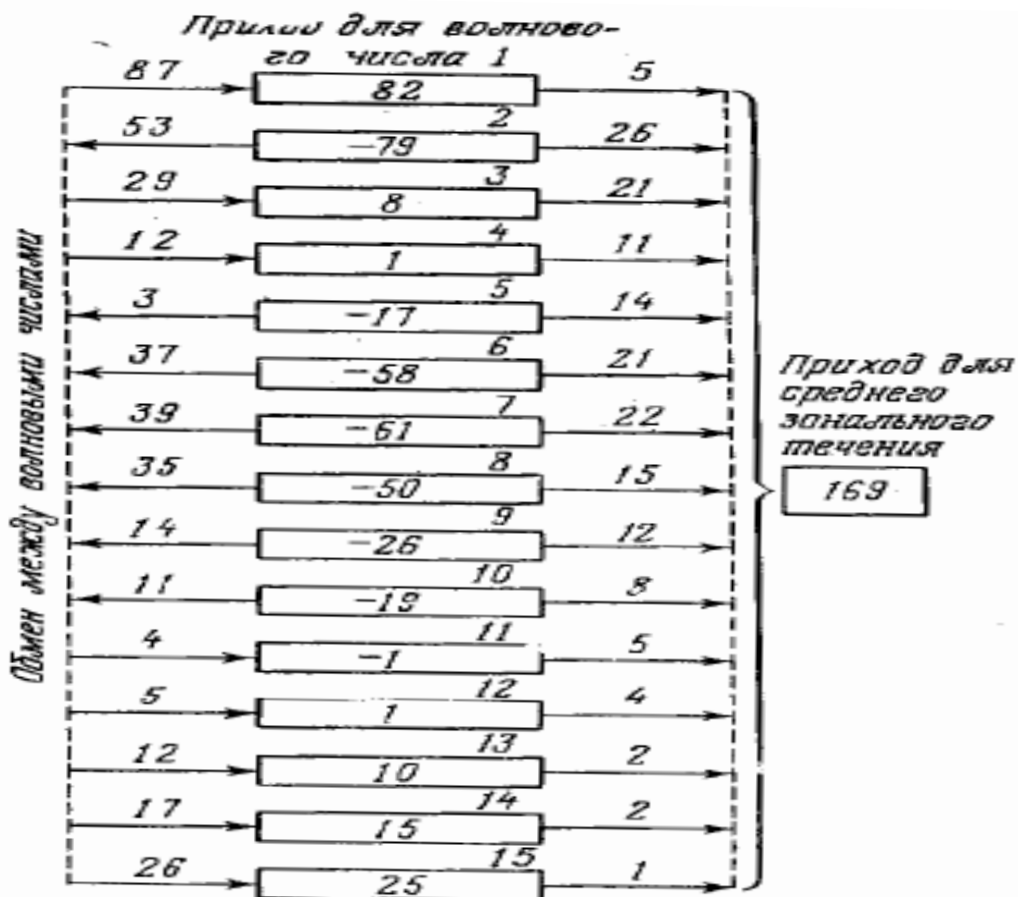 Прилив для волново-
го числа 1
87 82 5
2
53 -79 26
3
29 8 21
4
12 1 11
5
3 -17 14
6
37 -58 21
7
39 -61 22
8
35 -50 15
9
14 -26 12
10
11 -19 8
11
4 -1 5
12
5 1 4
13
12 10 2
14
17 15 2
15
26 25 1
Обмен между волновыми числами
Приход для
среднего
зонального
течения
169